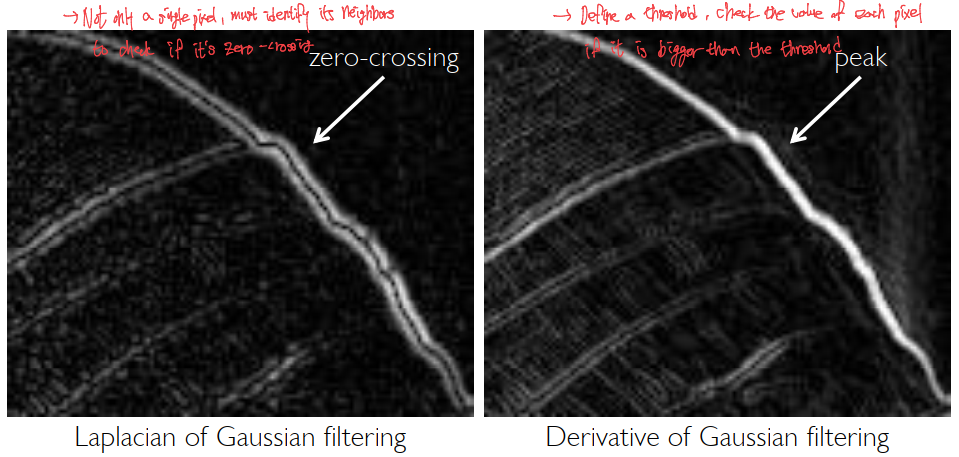 → Not only a single pixel, must identify its neighbors
to check if it's zero-crossing
zero-crossing
Laplacian of Gaussian filtering
→ Define a threshold, check the value of each pixel
if it is bigger than the threshold
peak
Derivative of Gaussian filtering